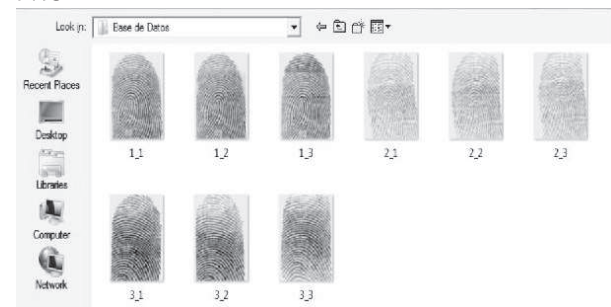 Look in: Base de Datos
Recent Places
Desktop
1_1 1_2 1_3 2_1 2_2 2_3
Libraries
Computer
Network
3_1 3_2 3_3